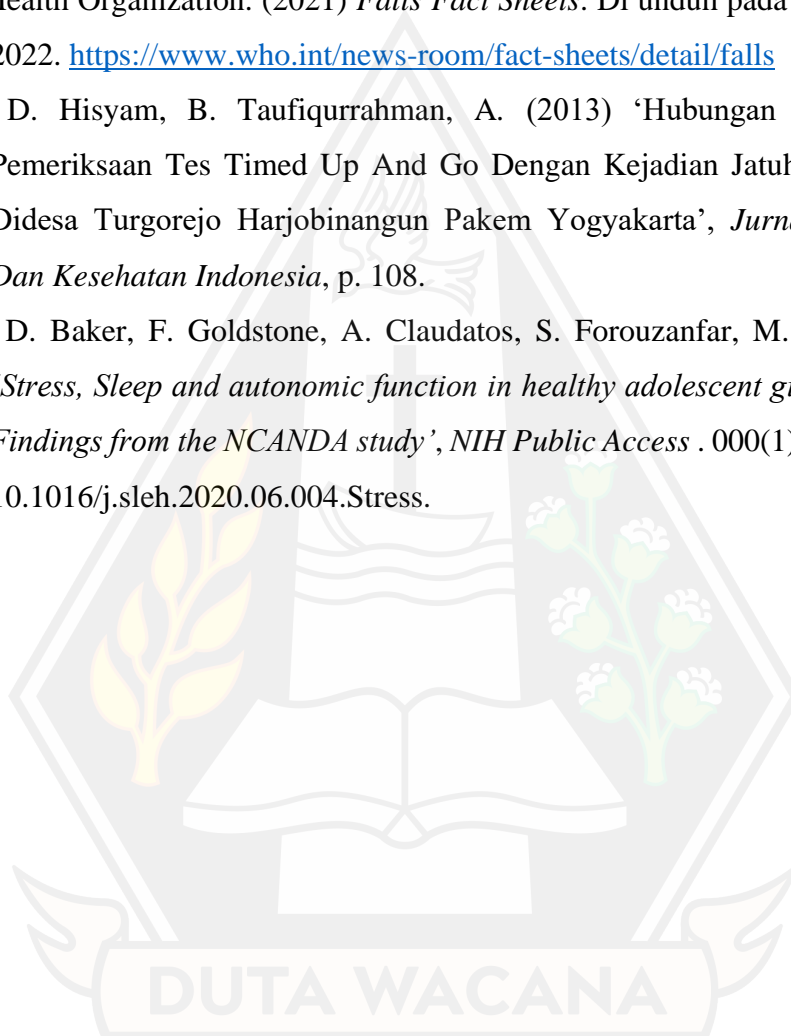 Health Organization. (2021) Falls Fact Sheets. Di unduh pada
2022. https://www.who.int/news-room/fact-sheets/detail/falls
D. Hisyam, B. Taufiqurrahman, A. (2013) ‘Hubungan
Pemeriksaan Tes Timed Up And Go Dengan Kejadian Jatuh
Didesa Turgorejo Harjobinangun Pakem Yogyakarta’,
Dan Kesehatan Indonesia, p. 108.
D. Baker, F. Goldstone, A. Claudatos, S. Forouzanfar, M.
‘Stress, Sleep and autonomic function in healthy adolescent
Findings from the NCANDA study’, NIH Public Access . 000(1)
10.1016/j.sleh.2020.06.004.Stress.
DUTA WACANA